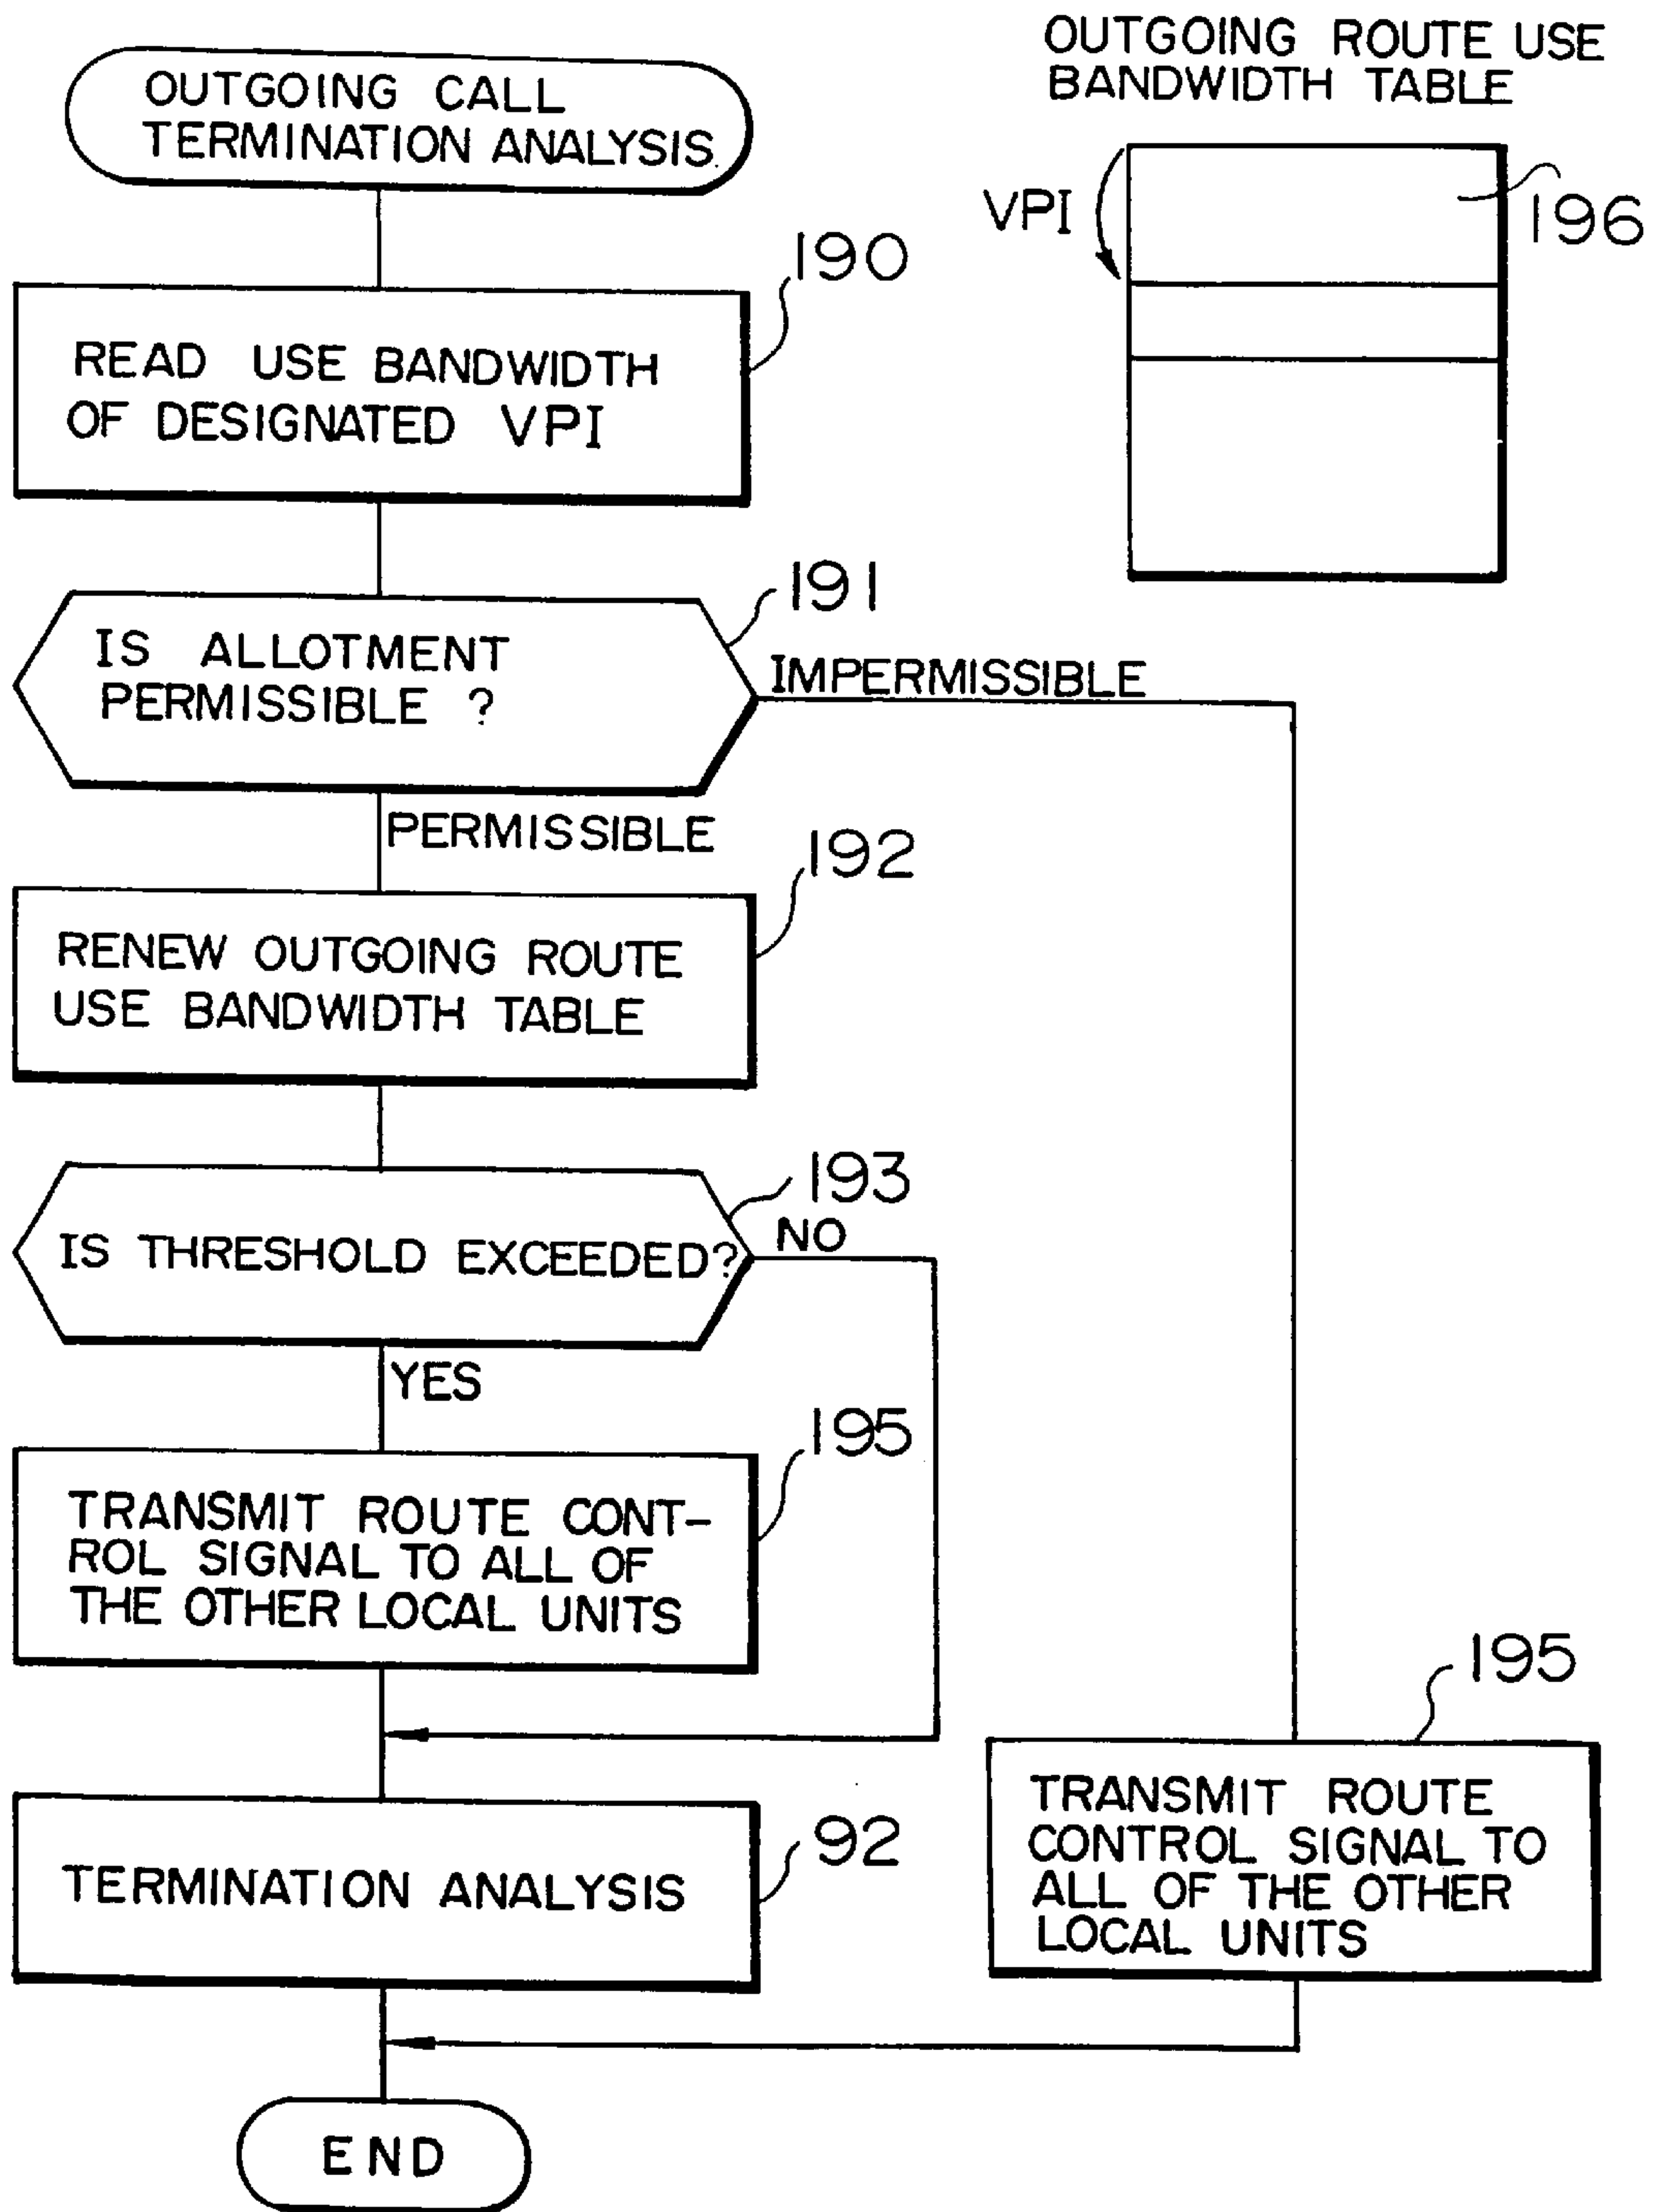 OUTGOING CALL
TERMINATION ANALYSIS
OUTGOING ROUTE USE
BANDWIDTH TABLE
VPI
196
190
READ USE BANDWIDTH
OF DESIGNATED VPI
191
IS ALLOTMENT
PERMISSIBLE ?
IMPERMISSIBLE
PERMISSIBLE
192
RENEW OUTGOING ROUTE
USE BANDWIDTH TABLE
193
IS THRESHOLD EXCEEDED?
NO
YES
195
TRANSMIT ROUTE CONT-
ROL SIGNAL TO ALL OF
THE OTHER LOCAL UNITS
195
TRANSMIT ROUTE
CONTROL SIGNAL TO
ALL OF THE OTHER
LOCAL UNITS
92
TERMINATION ANALYSIS
END